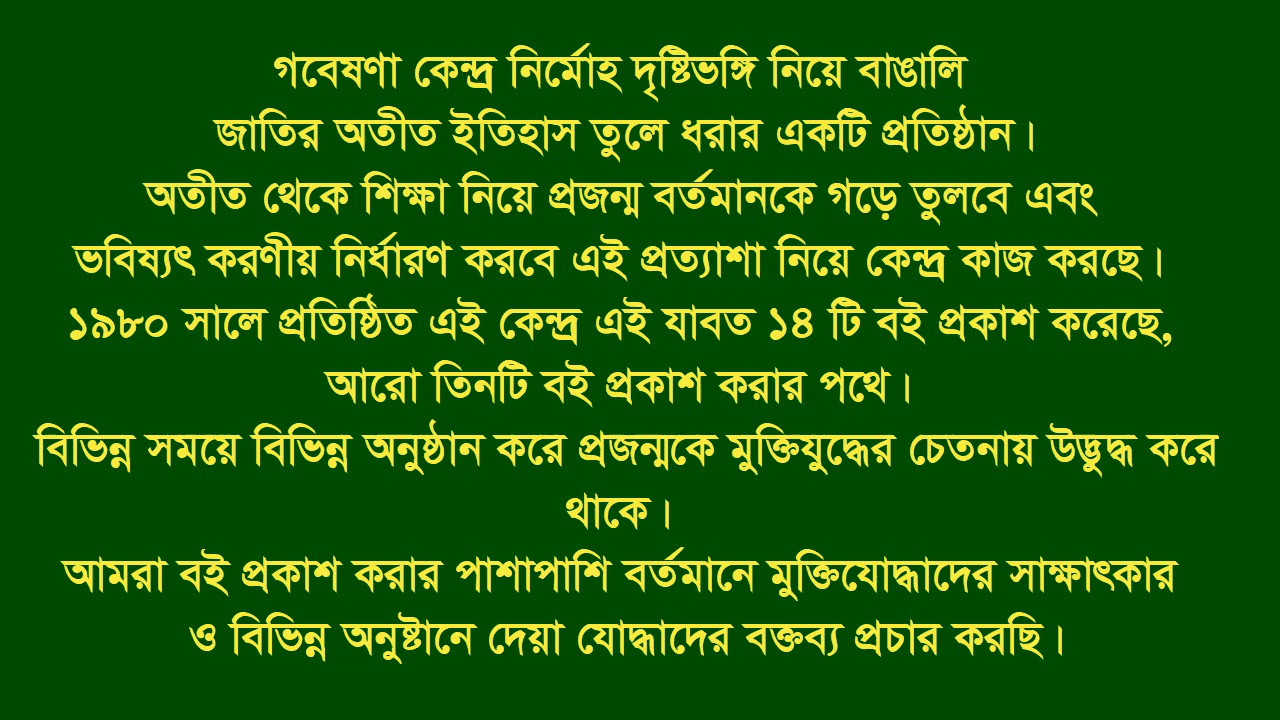 গবেষণা কেন্দ্র নির্মোহ দৃষ্টিভঙ্গি নিয়ে বাঙালি
জাতির অতীত ইতিহাস তুলে ধরার একটি প্রতিষ্ঠান।
অতীত থেকে শিক্ষা নিয়ে প্রজন্ম বর্তমানকে গড়ে তুলবে এবং
ভবিষ্যৎ করণীয় নির্ধারণ করবে এই প্রত্যাশা নিয়ে কেন্দ্র কাজ করছে।
১৯৮০ সালে প্রতিষ্ঠিত এই কেন্দ্র এই যাবত ১৪ টি বই প্রকাশ করেছে,
আরো তিনটি বই প্রকাশ করার পথে।
বিভিন্ন সময়ে বিভিন্ন অনুষ্ঠান করে প্রজন্মকে মুক্তিযুদ্ধের চেতনায় উদ্ভুদ্ধ করে
থাকে।
আমরা বই প্রকাশ করার পাশাপাশি বর্তমানে মুক্তিযোদ্ধাদের সাক্ষাৎকার
ও বিভিন্ন অনুষ্টানে দেয়া যোদ্ধাদের বক্তব্য প্রচার করছি।